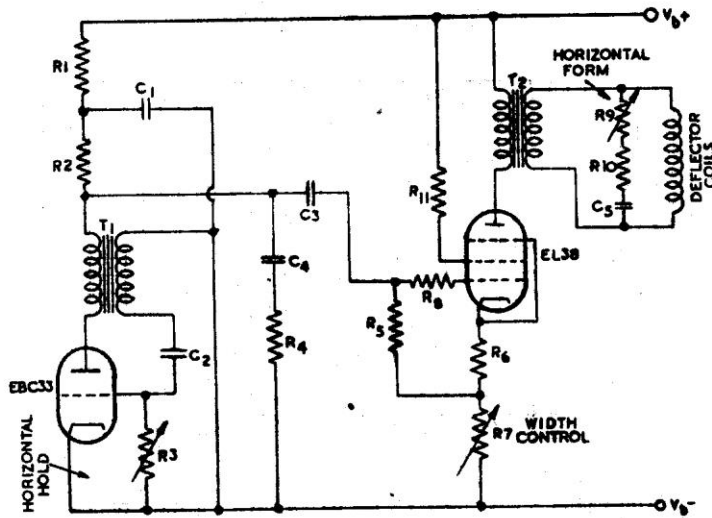 Vb+
R1
C1
HORIZONTAL
FORM
T2
R9
R2
R10
DEFLECTOR
COILS
R11
C3
C5
T1
C4
EL38
R8
R5
C2
R4
R6
EBC33
R3
R7
WIDTH
CONTROL
HORIZONTAL
HOLD
Vb-